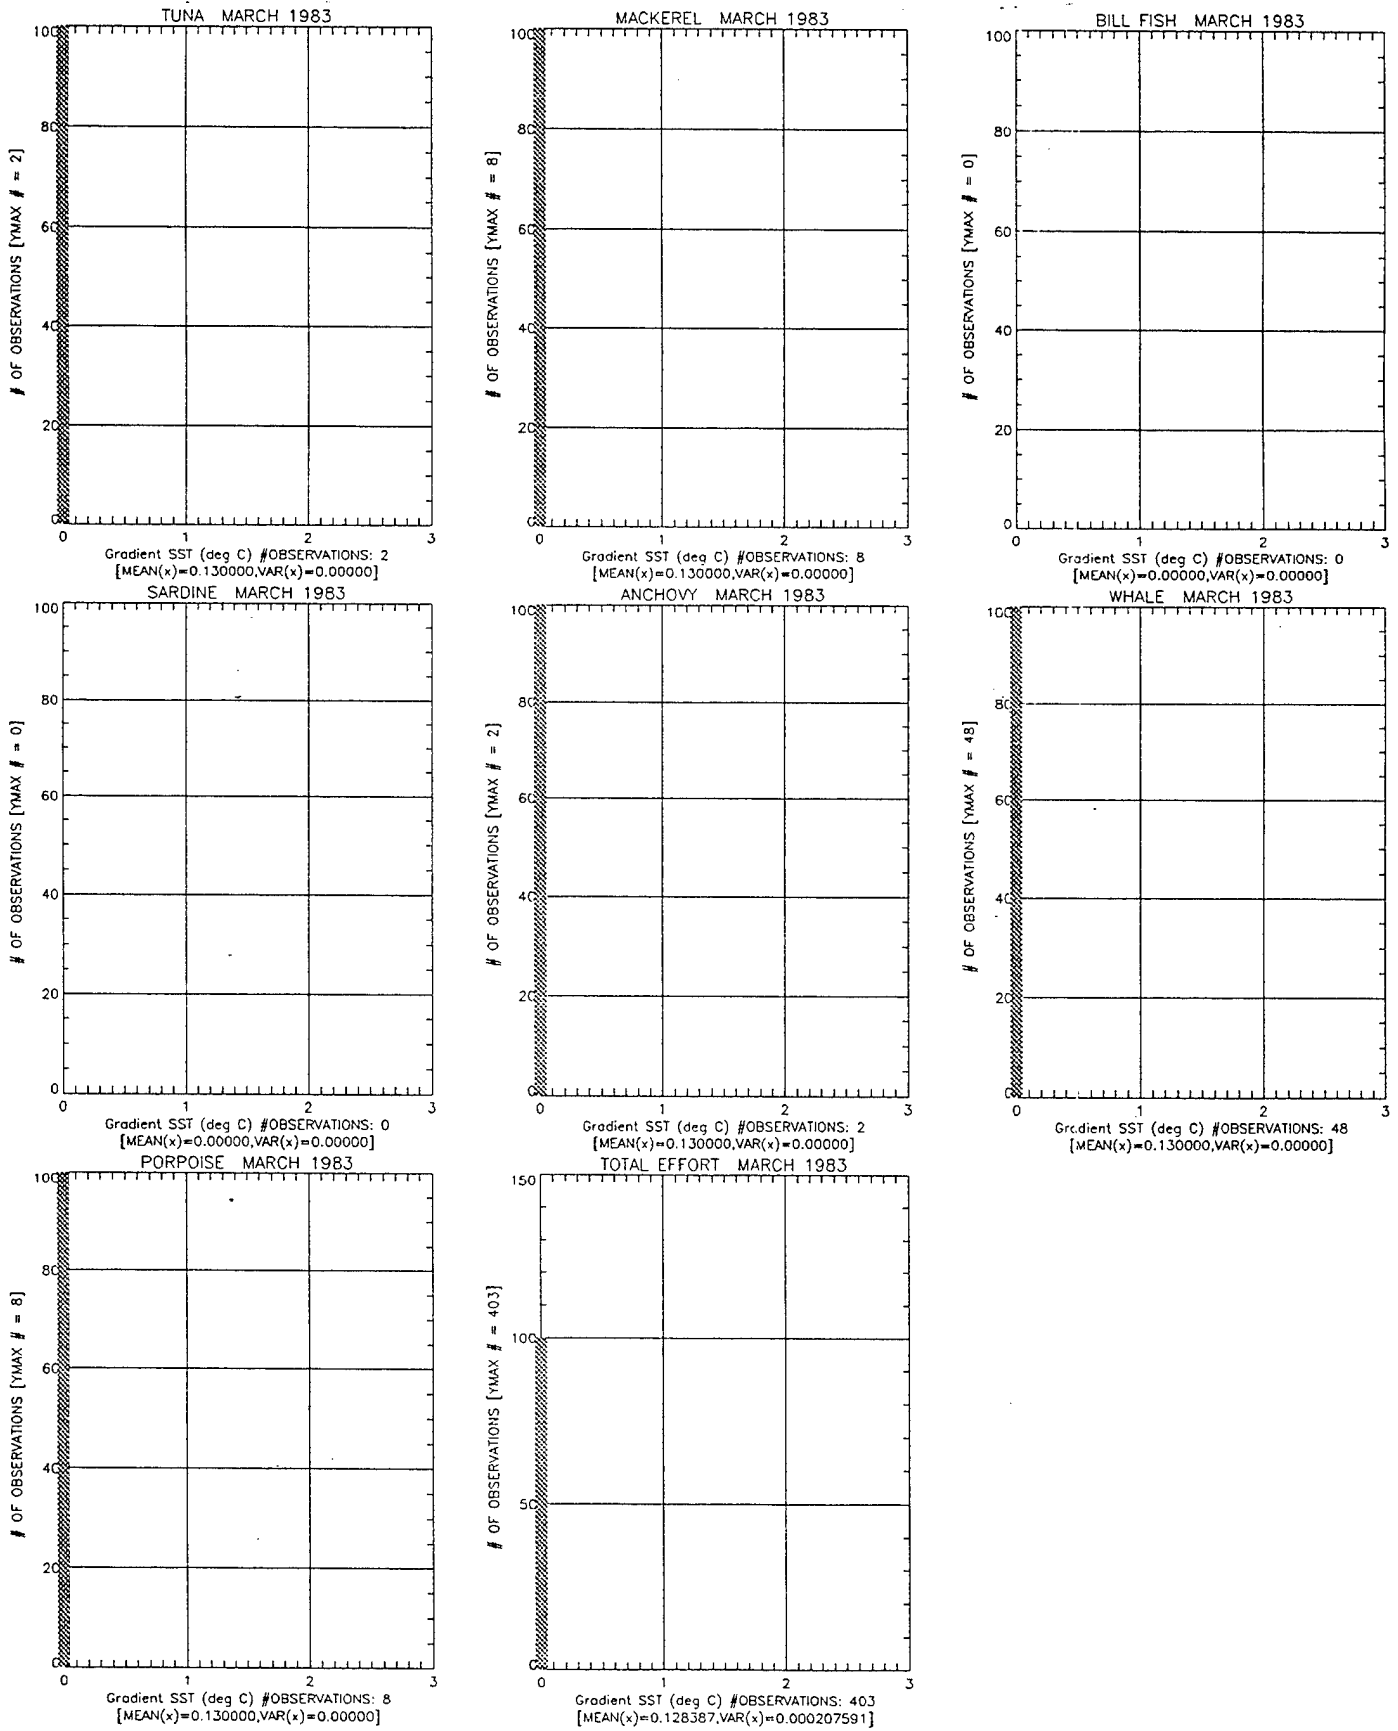 TUNA MARCH 1983
# OF OBSERVATIONS [YMAX # = 2]
100
80
60
40
20
0
0 1 2 3
Gradient SST (deg C) #OBSERVATIONS: 2
[MEAN(x)=0.130000,VAR(x)=0.00000]
MACKEREL MARCH 1983
# OF OBSERVATIONS [YMAX # = 8]
100
80
60
40
20
0
0 1 2 3
Gradient SST (deg C) #OBSERVATIONS: 8
[MEAN(x)=0.130000,VAR(x)=0.00000]
BILL FISH MARCH 1983
# OF OBSERVATIONS [YMAX # = 0]
100
80
60
40
20
0
0 1 2 3
Gradient SST (deg C) #OBSERVATIONS: 0
[MEAN(x)=0.00000,VAR(x)=0.00000]
SARDINE MARCH 1983
# OF OBSERVATIONS [YMAX # = 0]
100
80
60
40
20
0
0 1 2 3
Gradient SST (deg C) #OBSERVATIONS: 0
[MEAN(x)=0.00000,VAR(x)=0.00000]
ANCHOVY MARCH 1983
# OF OBSERVATIONS [YMAX # = 2]
100
80
60
40
20
0
0 1 2 3
Gradient SST (deg C) #OBSERVATIONS: 2
[MEAN(x)=0.130000,VAR(x)=0.00000]
WHALE MARCH 1983
# OF OBSERVATIONS [YMAX # = 48]
100
80
60
40
20
0
0 1 2 3
Gradient SST (deg C) #OBSERVATIONS: 48
[MEAN(x)=0.130000,VAR(x)=0.00000]
PORPOISE MARCH 1983
# OF OBSERVATIONS [YMAX # = 8]
100
80
60
40
20
0
0 1 2 3
Gradient SST (deg C) #OBSERVATIONS: 8
[MEAN(x)=0.130000,VAR(x)=0.00000]
TOTAL EFFORT MARCH 1983
# OF OBSERVATIONS [YMAX # = 403]
150
100
50
0
0 1 2 3
Gradient SST (deg C) #OBSERVATIONS: 403
[MEAN(x)=0.128387,VAR(x)=0.000207591]